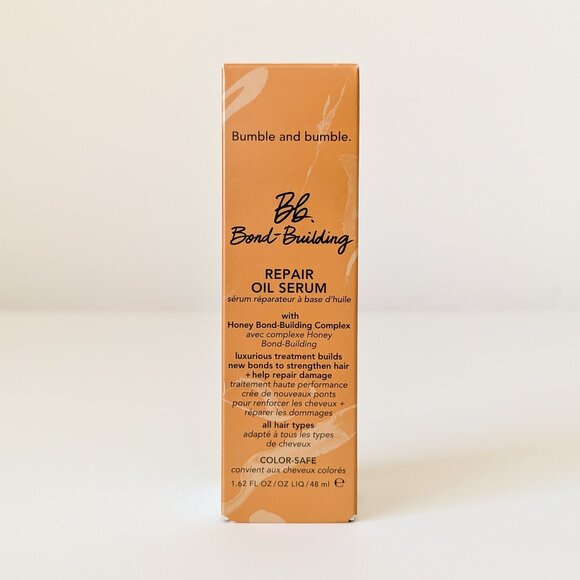 Bumble and bumble.
Bb.
Bond-Building
REPAIR
OIL SERUM
sérum réparateur à base d'huile
with
Honey Bond-Building Complex
avec complexe Honey
Bond-Building
luxurious treatment builds
new bonds to strengthen hair
+help repair damage
traitement haute performance
crée de nouveaux ponts
pour renforcer les cheveux +
réparer les dommages
all hair types
adapté à tous les types
de cheveux
COLOR-SAFE
convient aux cheveux colorés
1.62 FL OZ/OZ LIQ/48 ml ℮